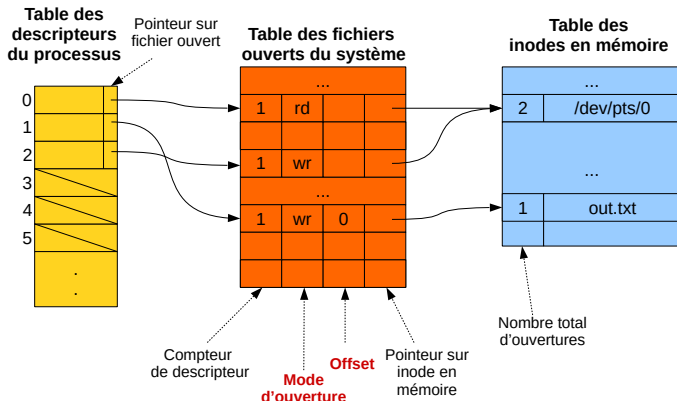 Table des
descripteurs
du processus
Pointeur sur
fichier ouvert
Table des fichiers
ouverts du système
Table des
inodes en mémoire
0
1
2
3
4
5
.
.
...
1 rd
1 wr
...
1 wr 0
...
2 /dev/pts/0
...
1 out.txt
Compteur
de descripteur
Mode
d'ouverture
Offset
Pointeur sur
inode en
mémoire
Nombre total
d'ouvertures